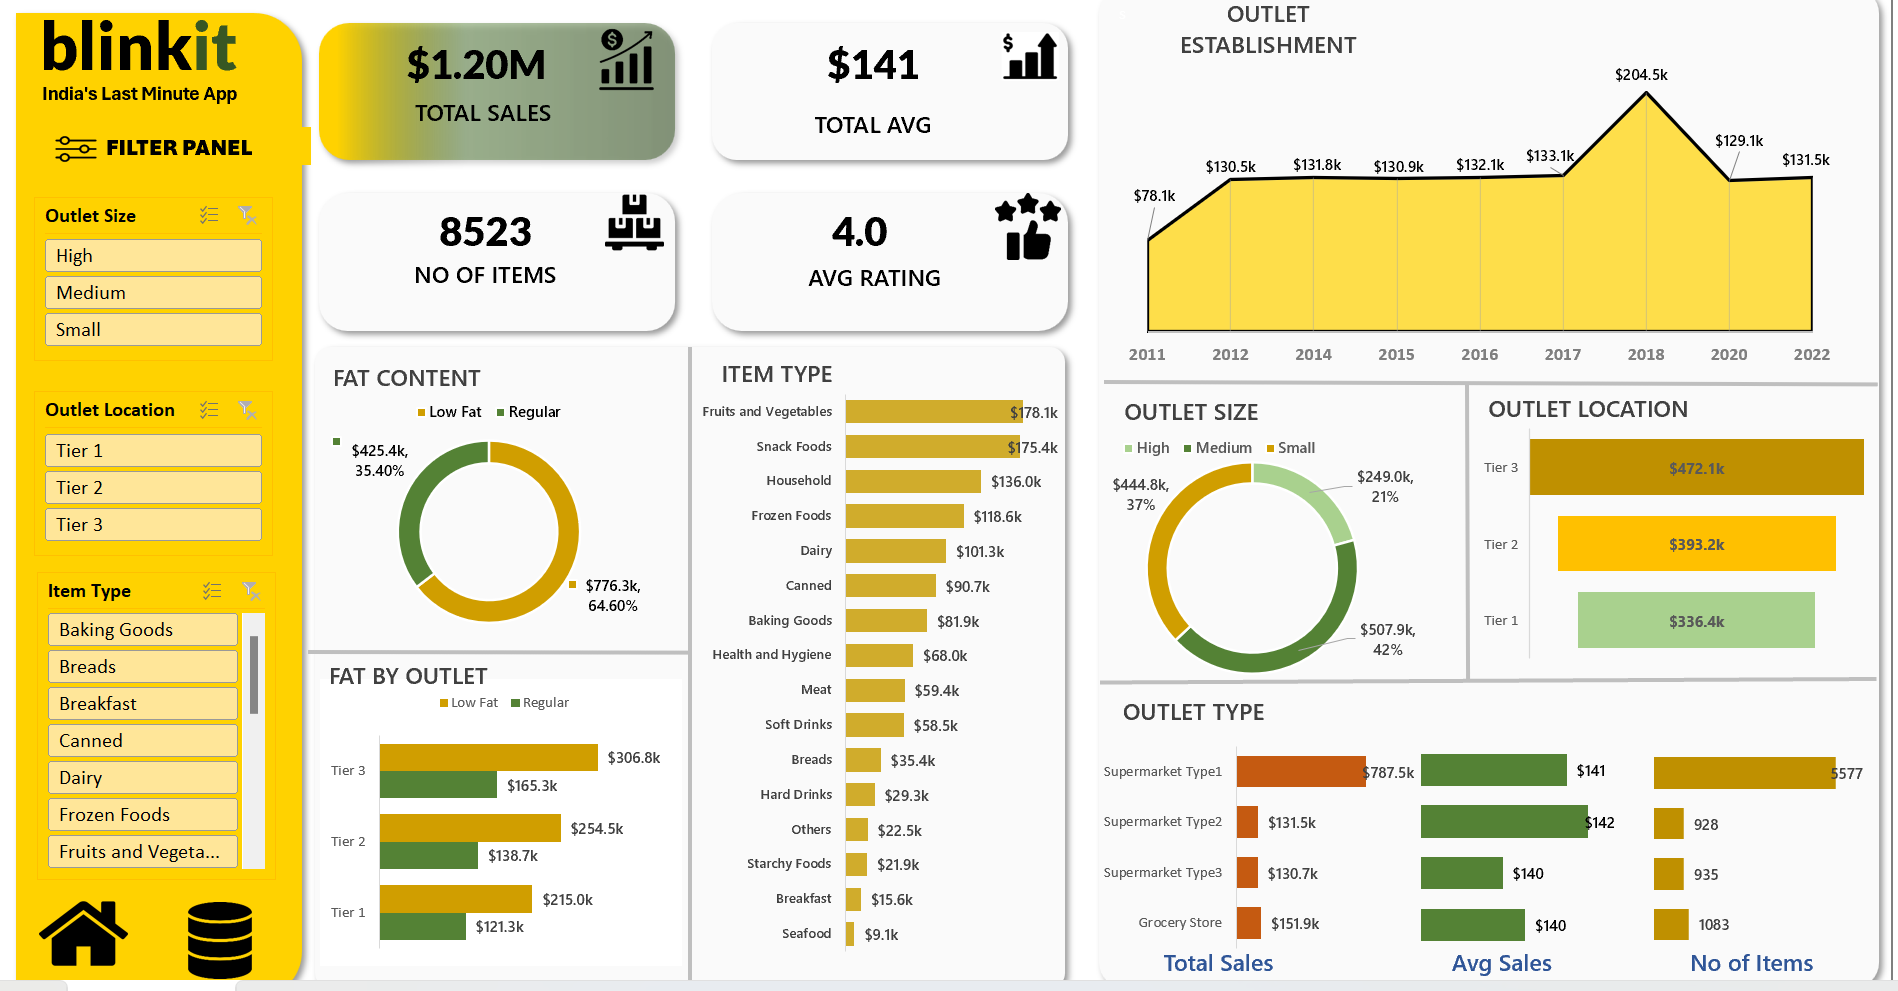 blinkit
India's Last Minute App
FILTER PANEL
Outlet Size
High
Medium
Small
Outlet Location
Tier 1
Tier 2
Tier 3
Item Type
Baking Goods
Breads
Breakfast
Canned
Dairy
Frozen Foods
Fruits and Vegeta...
$1.20M
TOTAL SALES
$
$141
TOTAL AVG
$
8523
NO OF ITEMS
4.0
AVG RATING
FAT CONTENT
Low Fat Regular
$425.4k,
35.40%
$776.3k,
64.60%
FAT BY OUTLET
Low Fat Regular
Tier 3 $306.8k
$165.3k
Tier 2 $254.5k
$138.7k
Tier 1 $215.0k
$121.3k
ITEM TYPE
Fruits and Vegetables $178.1k
Snack Foods $175.4k
Household $136.0k
Frozen Foods $118.6k
Dairy $101.3k
Canned $90.7k
Baking Goods $81.9k
Health and Hygiene $68.0k
Meat $59.4k
Soft Drinks $58.5k
Breads $35.4k
Hard Drinks $29.3k
Others $22.5k
Starchy Foods $21.9k
Breakfast $15.6k
Seafood $9.1k
OUTLET
ESTABLISHMENT
$78.1k $130.5k $131.8k $130.9k $132.1k $133.1k $204.5k $129.1k $131.5k
2011 2012 2014 2015 2016 2017 2018 2020 2022
OUTLET SIZE
High Medium Small
$444.8k,
37%
$249.0k,
21%
$507.9k,
42%
OUTLET LOCATION
Tier 3 $472.1k
Tier 2 $393.2k
Tier 1 $336.4k
OUTLET TYPE
Supermarket Type1 $787.5k $141 5577
Supermarket Type2 $131.5k $142 928
Supermarket Type3 $130.7k $140 935
Grocery Store $151.9k $140 1083
Total Sales Avg Sales No of Items